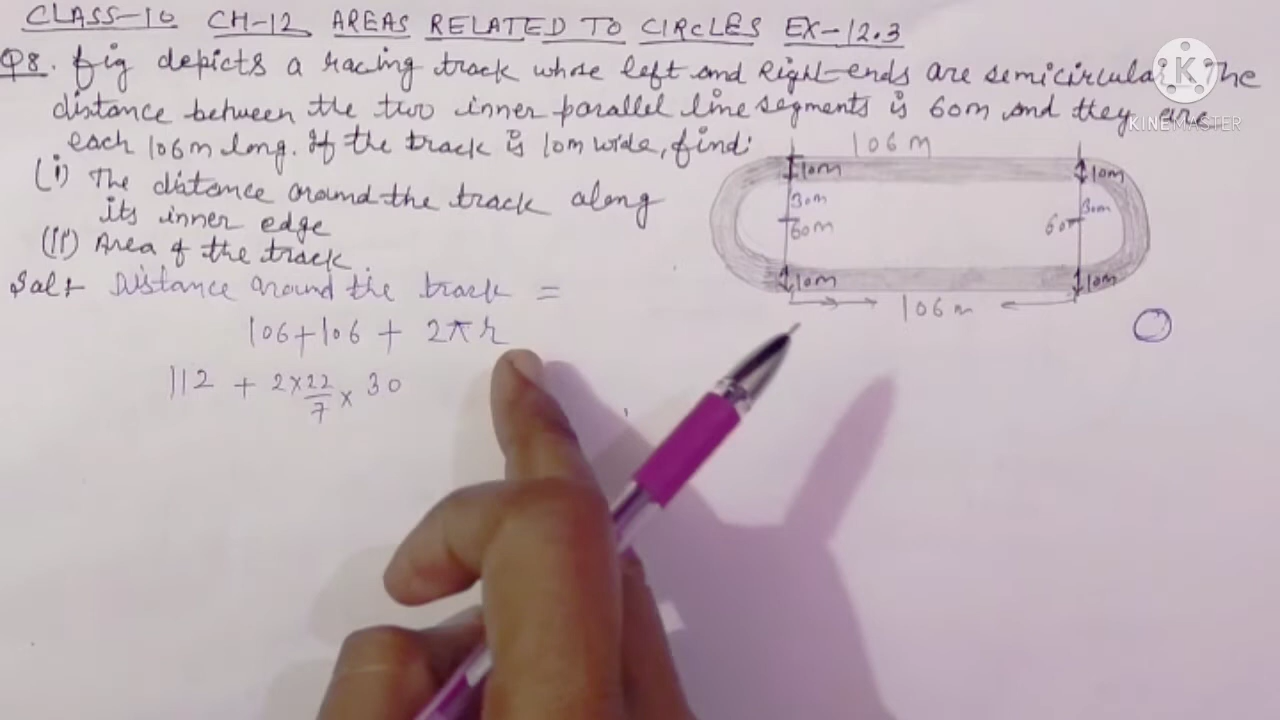 CLASS-10 CH-12 AREAS RELATED TO CIRCLES EX-12.3
Q8. fig depicts a racing track whose left and Right ends are semicircular. The
distance between the two inner parallel line segments is 60m and they are
each 106m long. If the track is 10m wide, find:
(i) The distance around the track along
its inner edge
(ii) Area of the track
Sol:- Distance around the track =
106+106 + 2πr
112 + 2×22/7 × 30
106 m
10m
10m
30m
30m
60m
60m
10m
10m
106 m
K
KINEMASTER